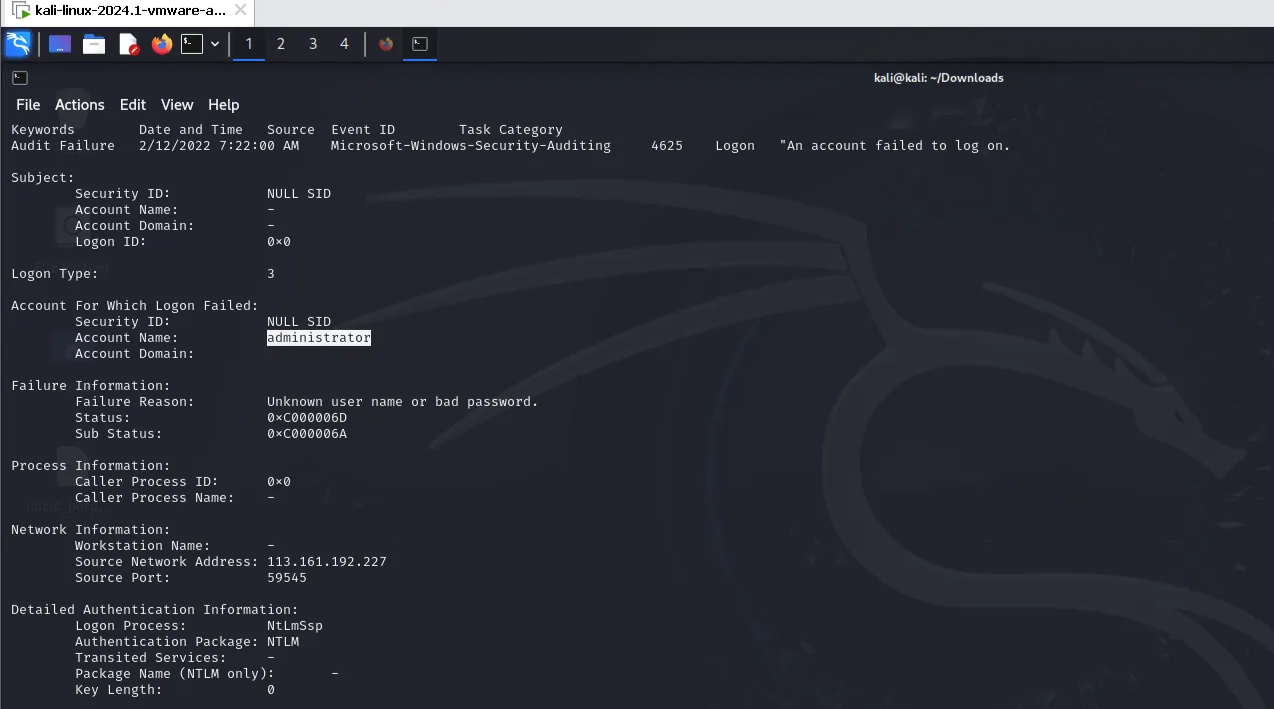 kali-linux-2024.1-vmware-a...
1 2 3 4
kali@kali: ~/Downloads
File Actions Edit View Help
Keywords Date and Time Source Event ID Task Category
Audit Failure 2/12/2022 7:22:00 AM Microsoft-Windows-Security-Auditing 4625 Logon "An account failed to log on.
Subject:
Security ID: NULL SID
Account Name: -
Account Domain: -
Logon ID: 0×0
Logon Type: 3
Account For Which Logon Failed:
Security ID: NULL SID
Account Name: administrator
Account Domain:
Failure Information:
Failure Reason: Unknown user name or bad password.
Status: 0×C000006D
Sub Status: 0×C000006A
Process Information:
Caller Process ID: 0×0
Caller Process Name: -
Network Information:
Workstation Name: -
Source Network Address: 113.161.192.227
Source Port: 59545
Detailed Authentication Information:
Logon Process: NtLmSsp
Authentication Package: NTLM
Transited Services: -
Package Name (NTLM only): -
Key Length: 0